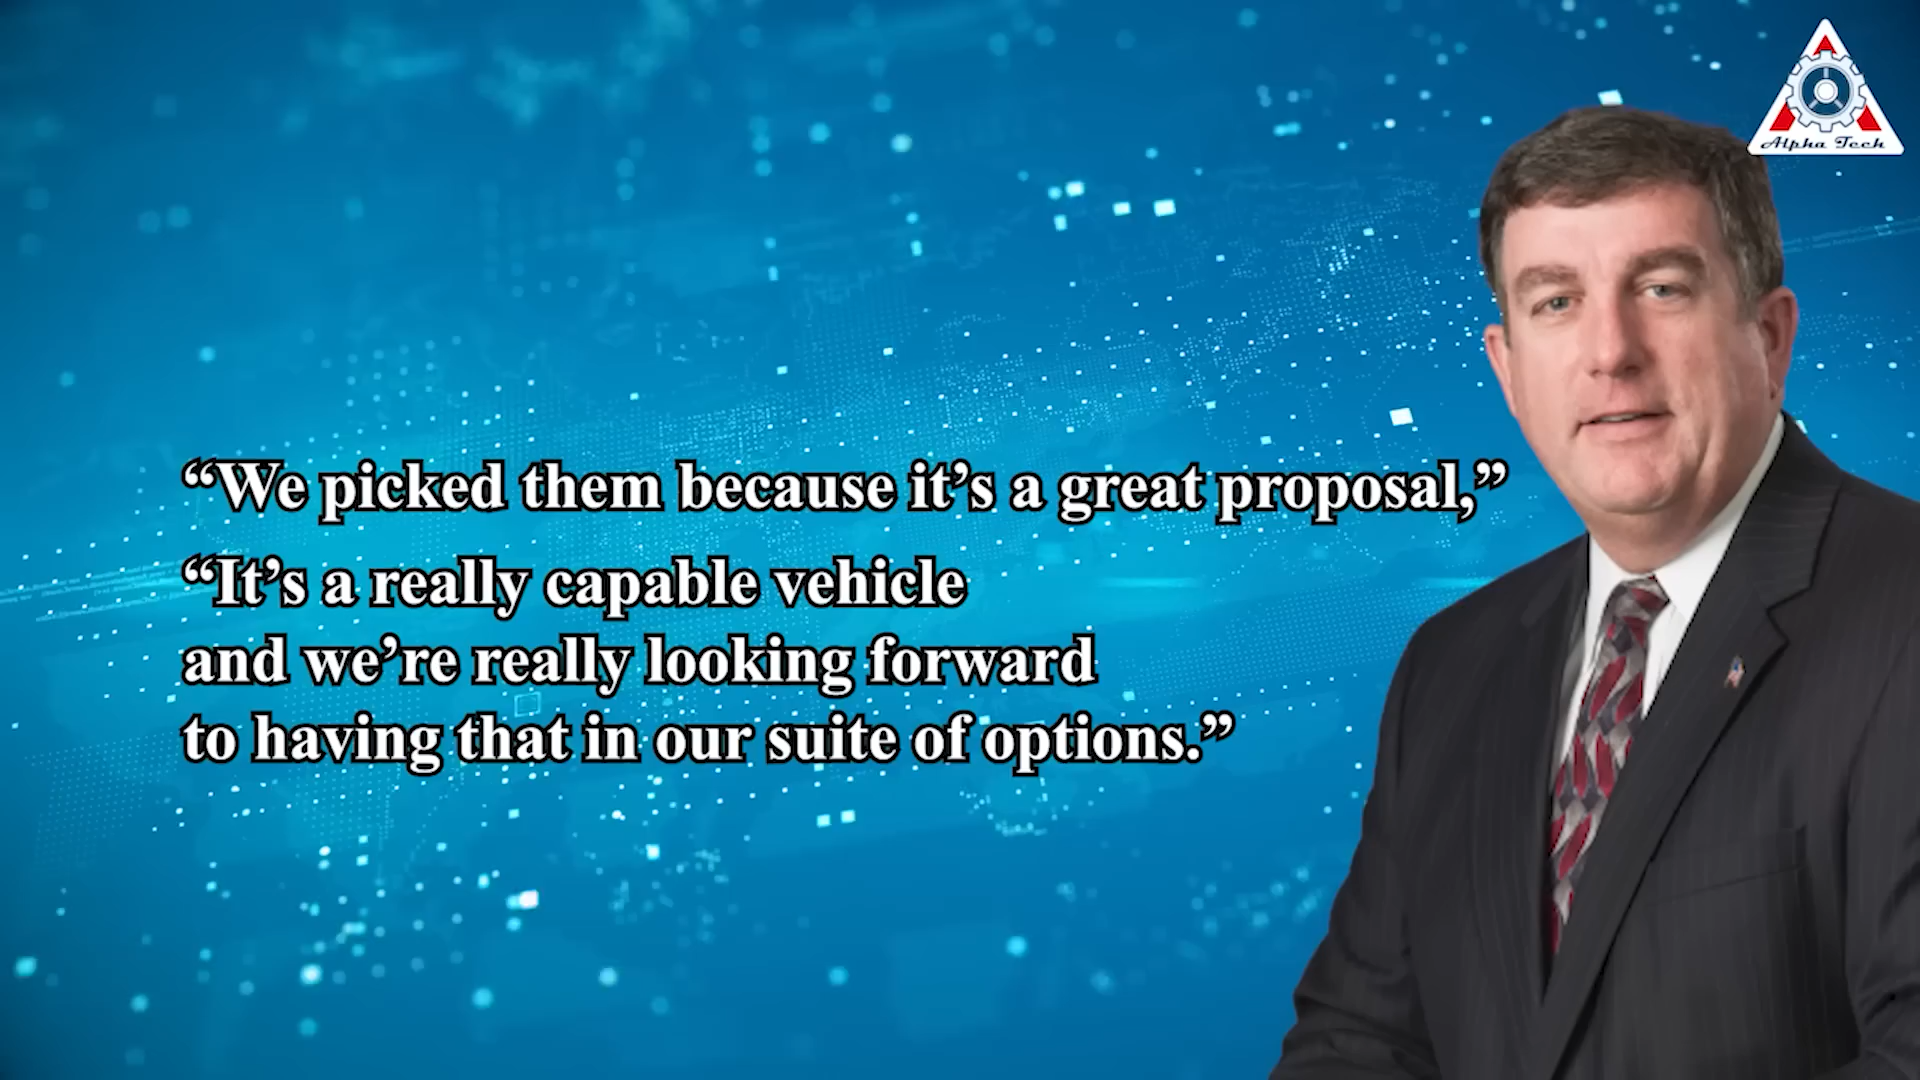 Alpha Tech
“We picked them because it’s a great proposal,”
“It’s a really capable vehicle
and we’re really looking forward
to having that in our suite of options.”